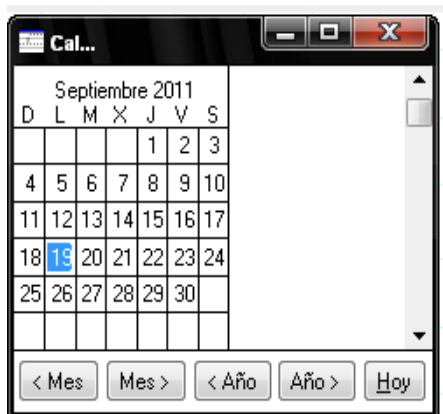 Cal...
Septiembre 2011
D L M X J V S
1 2 3
4 5 6 7 8 9 10
11 12 13 14 15 16 17
18 19 20 21 22 23 24
25 26 27 28 29 30
< Mes Mes > < Año Año > Hoy